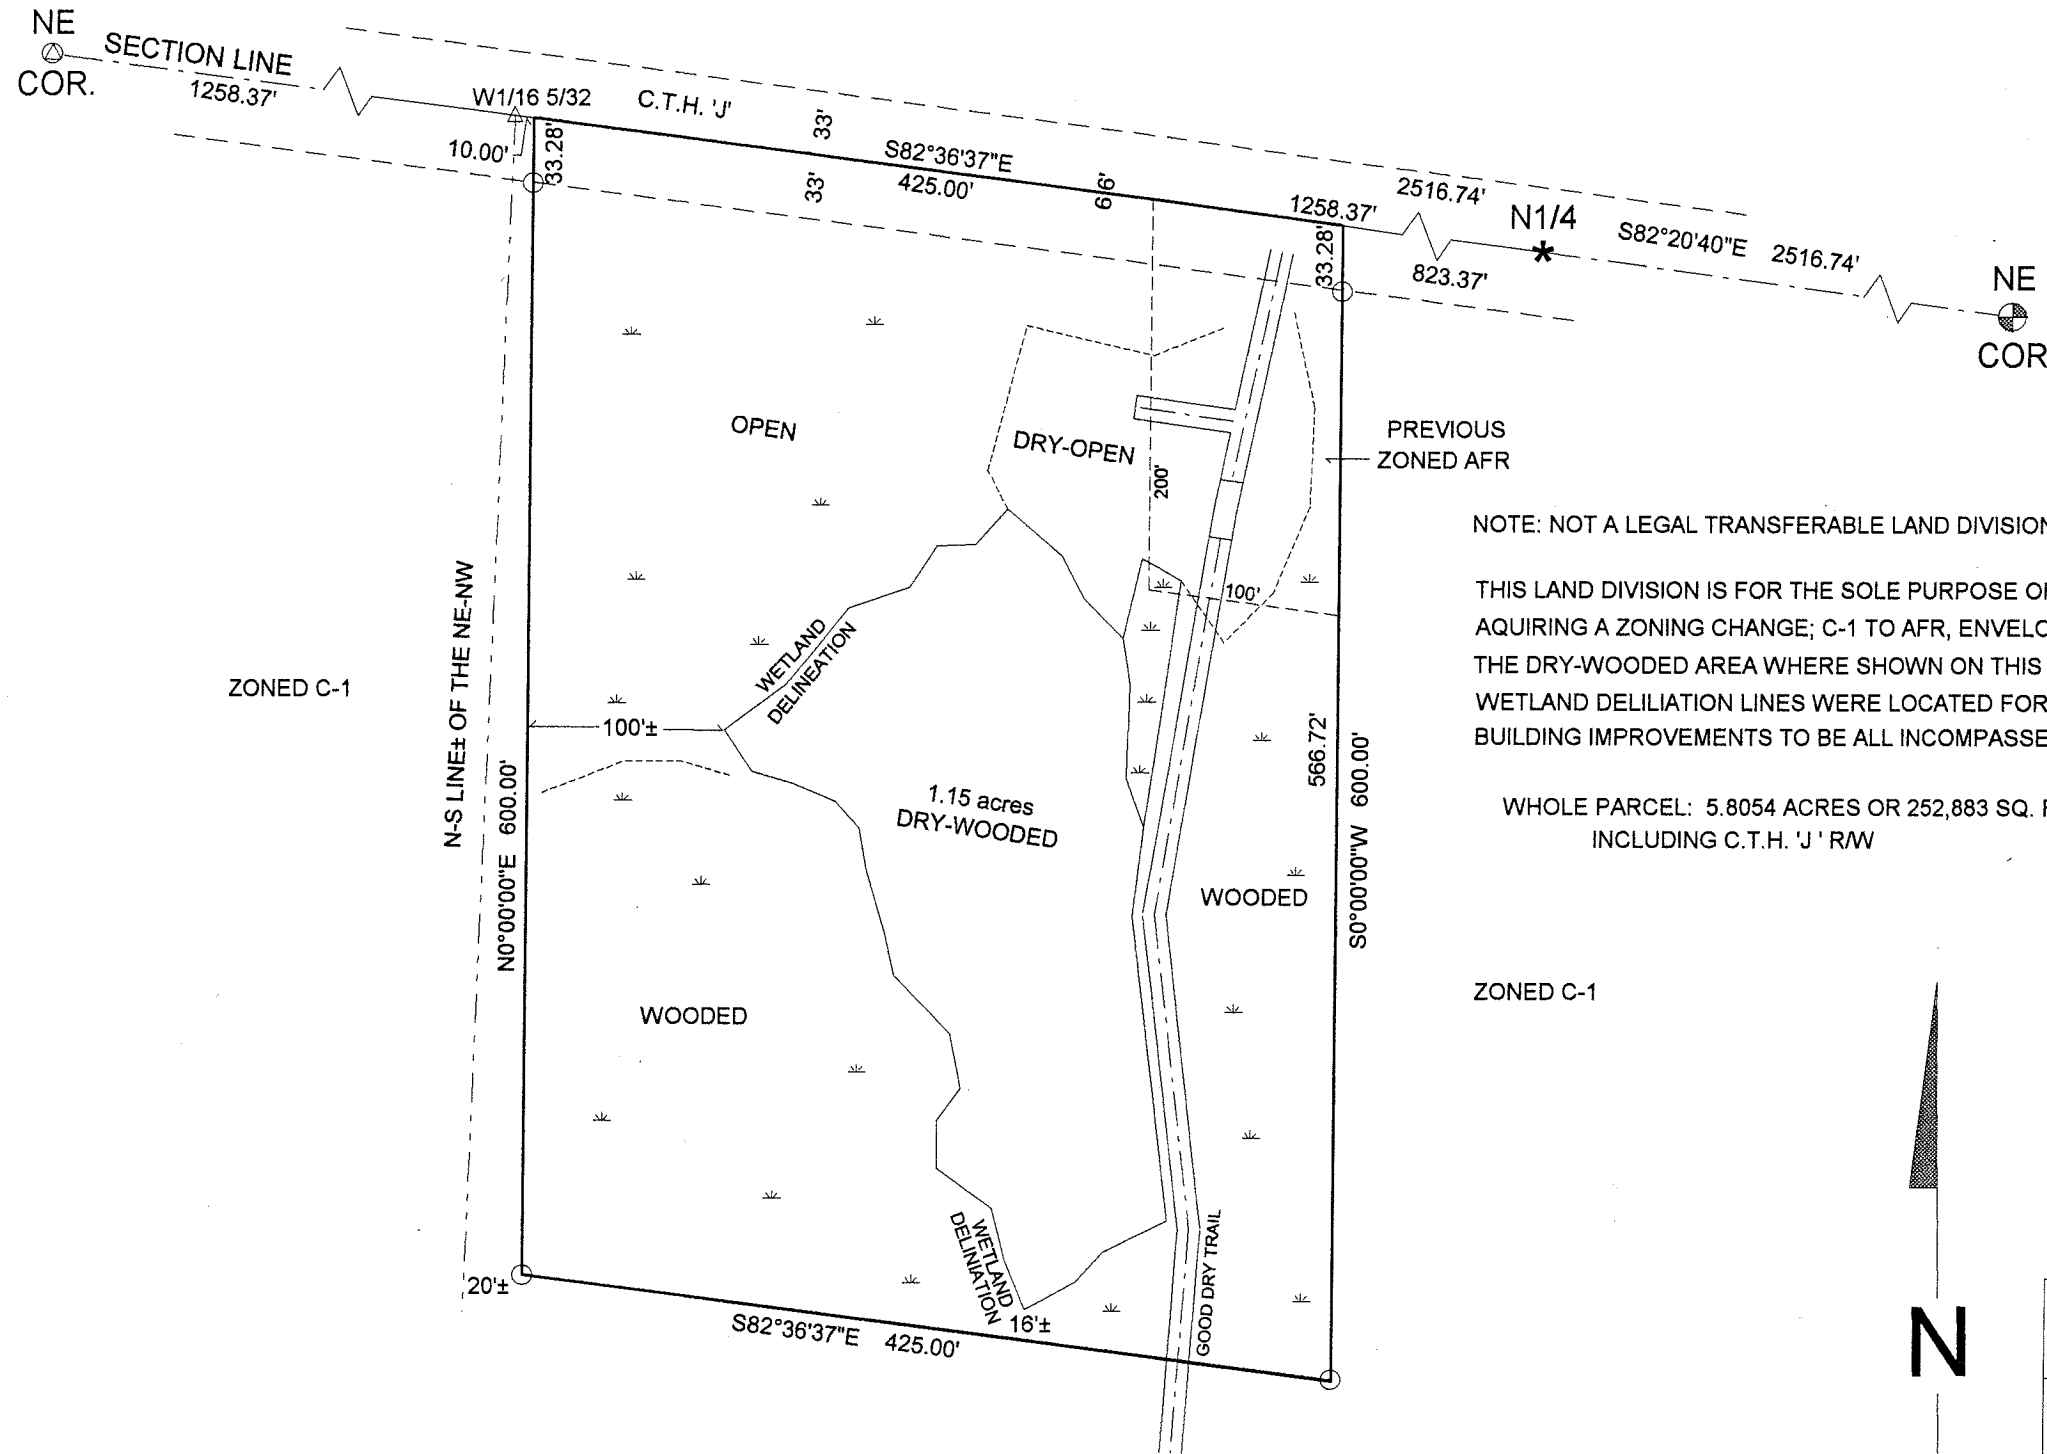 NE
COR.
SECTION LINE
1258.37'
W1/16 5/32
C.T.H. 'J'
33'
10.00'
33.28'
S82°36'37"E
425.00'
33'
66'
1258.37'
2516.74'
N1/4
S82°20'40"E 2516.74'
823.37'
33.28'
NE
COR
OPEN
DRY-OPEN
200'
100'
PREVIOUS
ZONED AFR
NOTE: NOT A LEGAL TRANSFERABLE LAND DIVISION
THIS LAND DIVISION IS FOR THE SOLE PURPOSE O
AQUIRING A ZONING CHANGE; C-1 TO AFR, ENVELO
THE DRY-WOODED AREA WHERE SHOWN ON THIS
WETLAND DELILIATION LINES WERE LOCATED FOR
BUILDING IMPROVEMENTS TO BE ALL INCOMPASSE
WHOLE PARCEL: 5.8054 ACRES OR 252,883 SQ.
INCLUDING C.T.H. 'J ' R/W
ZONED C-1
N-S LINE± OF THE NE-NW
N0°00'00"E 600.00'
WETLAND
DELINEATION
100'±
1.15 acres
DRY-WOODED
566.72'
S0°00'00"W 600.00'
WOODED
WOODED
ZONED C-1
WETLAND
DELINIATION
16'±
GOOD DRY TRAIL
20'±
S82°36'37"E 425.00'
N